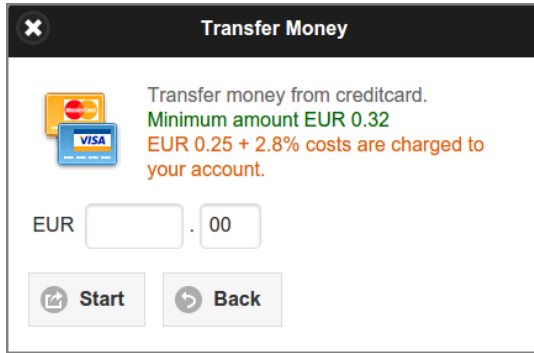 Transfer Money
Transfer money from creditcard.
Minimum amount EUR 0.32
EUR 0.25 + 2.8% costs are charged to
your account.
MasterCard
VISA
EUR . 00
Start Back